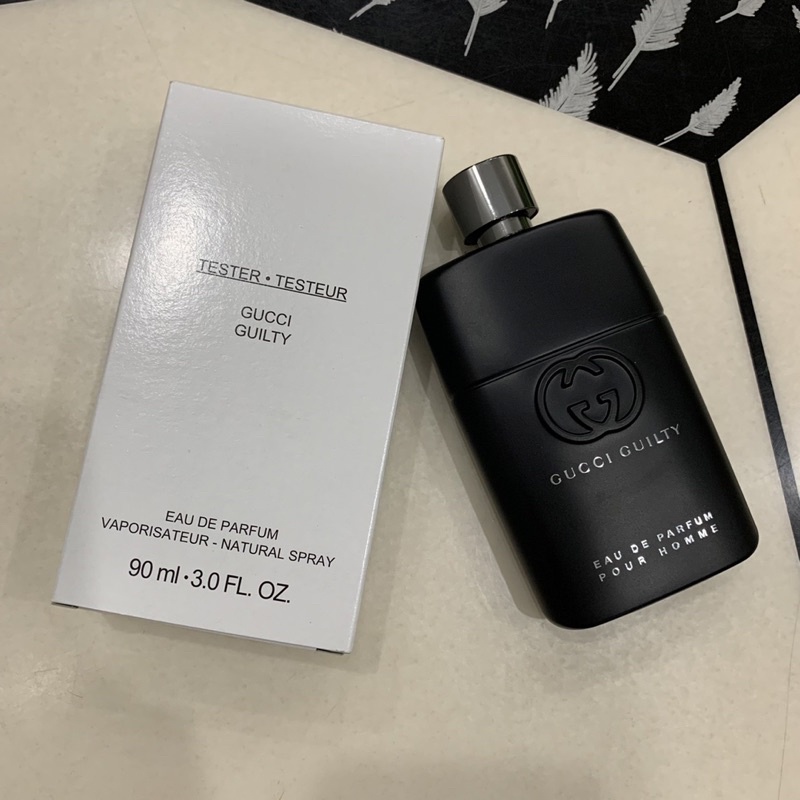 TESTER • TESTEUR
GUCCI
GUILTY
EAU DE PARFUM
VAPORISATEUR - NATURAL SPRAY
90 ml • 3.0 FL. OZ.
GUCCI GUILTY
EAU DE PARFUM
POUR HOMME